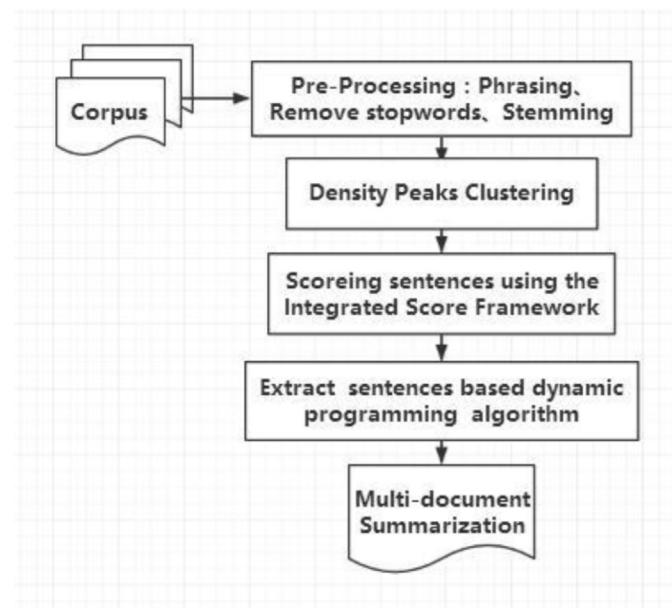 Corpus
Pre-Processing：Phrasing、
Remove stopwords、Stemming
Density Peaks Clustering
Scoreing sentences using the
Integrated Score Framework
Extract sentences based dynamic
programming algorithm
Multi-document
Summarization